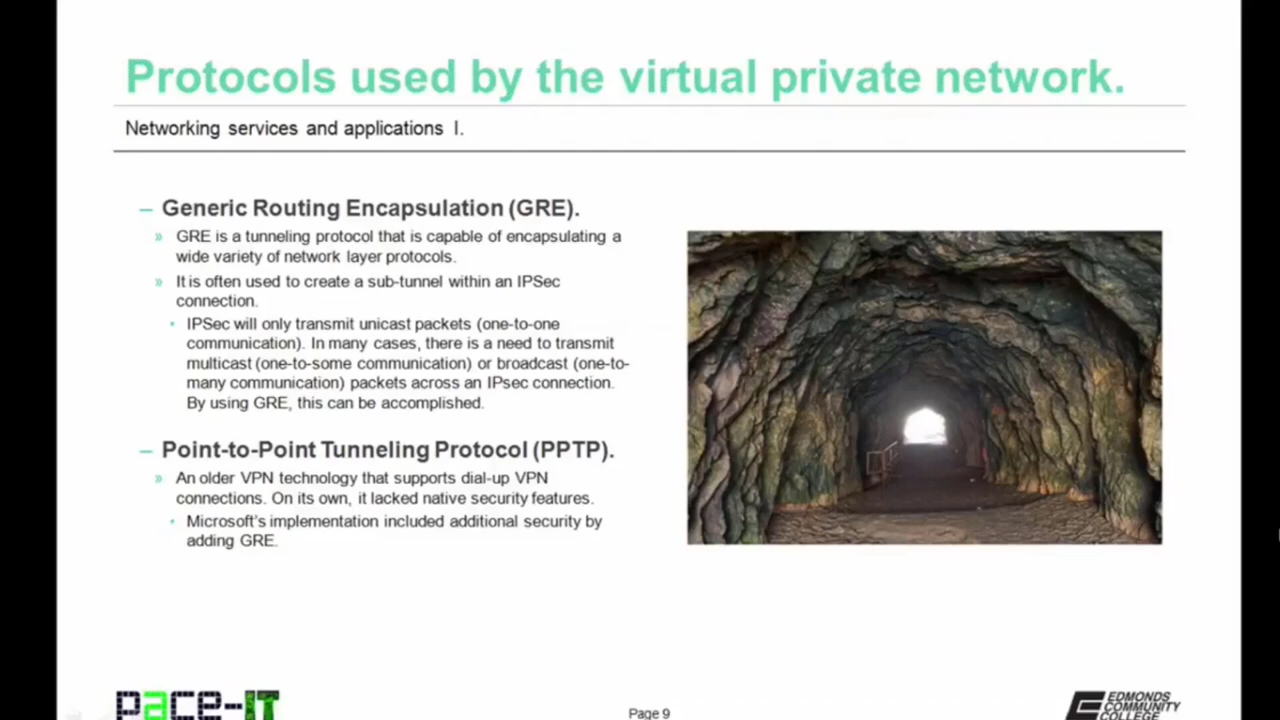 Protocols used by the virtual private network.
Networking services and applications I.
– Generic Routing Encapsulation (GRE).
» GRE is a tunneling protocol that is capable of encapsulating a
wide variety of network layer protocols.
» It is often used to create a sub-tunnel within an IPSec
connection.
• IPSec will only transmit unicast packets (one-to-one
communication). In many cases, there is a need to transmit
multicast (one-to-some communication) or broadcast (one-to-
many communication) packets across an IPsec connection.
By using GRE, this can be accomplished.
– Point-to-Point Tunneling Protocol (PPTP).
» An older VPN technology that supports dial-up VPN
connections. On its own, it lacked native security features.
• Microsoft's implementation included additional security by
adding GRE.
pace-IT
Page 9
EDMONDS
COMMUNITY
COLLEGE